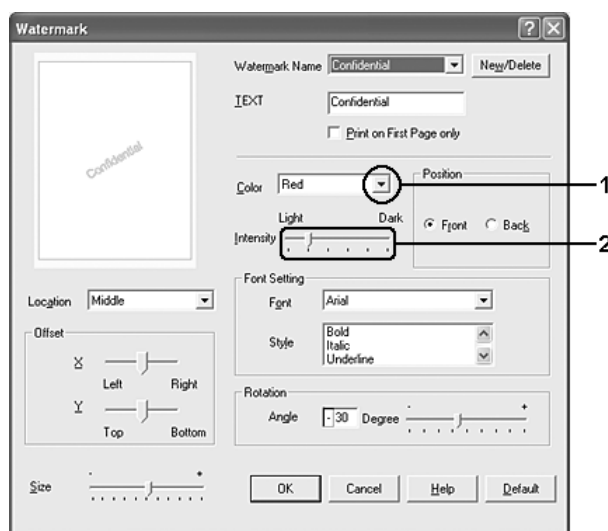 Watermark
Watermark Name Confidential New/Delete
TEXT Confidential
Print on First Page only
Confidential
Color Red 1
Position
Light Dark
Front Back
Intensity 2
Font Setting
Font Arial
Style Bold
Italic
Underline
Location Middle
Offset
X
Left Right
Y
Top Bottom
Rotation
Angle -30 Degree - +
Size - +
OK Cancel Help Default